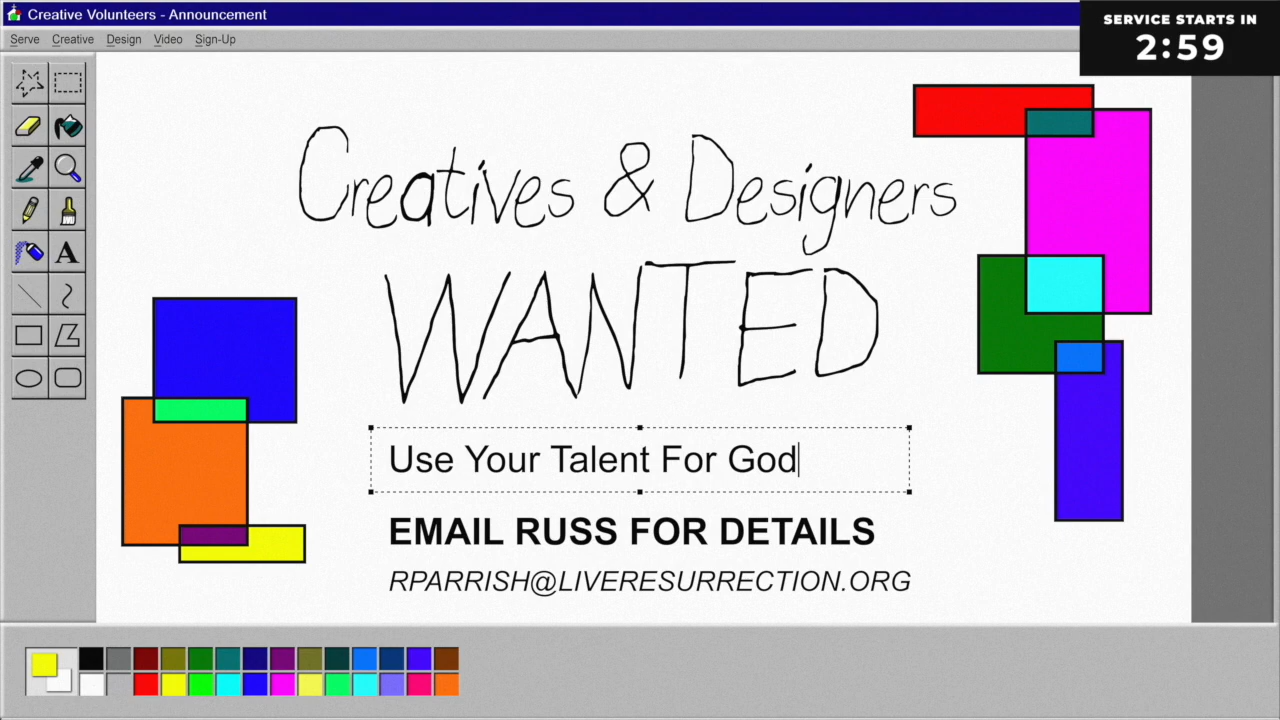 Creative Volunteers - Announcement
SERVICE STARTS IN
2:59
Serve Creative Design Video Sign-Up
A
Creatives & Designers
WANTED
Use Your Talent For God
EMAIL RUSS FOR DETAILS
RPARRISH@LIVERESURRECTION.ORG